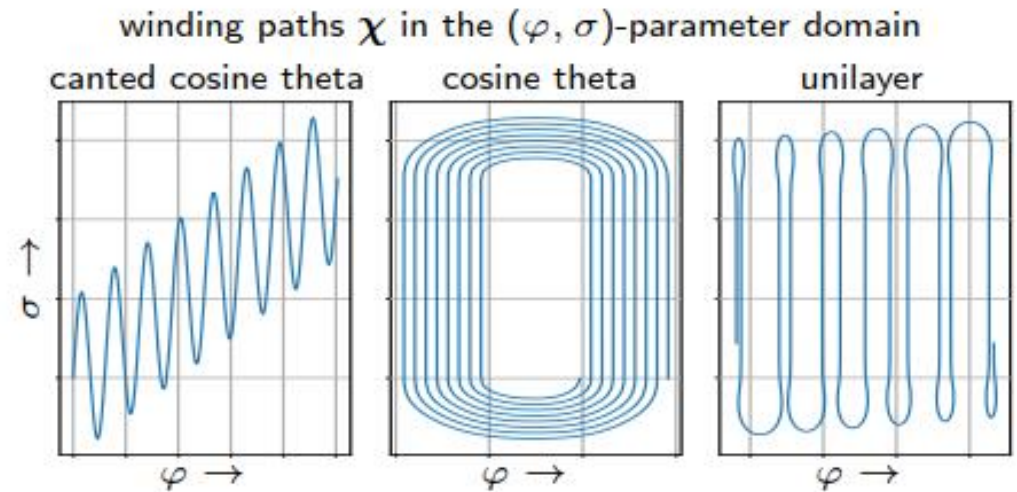 winding paths χ in the (φ, σ)-parameter domain
canted cosine theta
cosine theta
unilayer
σ →
φ →
φ →
φ →